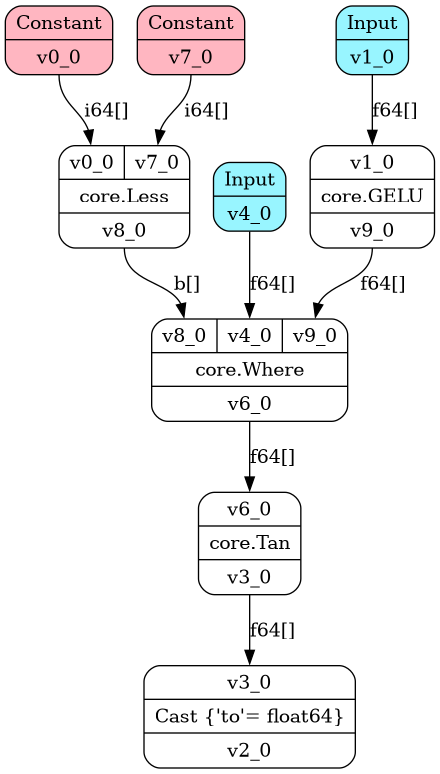 Constant
v0_0
Constant
v7_0
Input
v1_0
i64[]
i64[]
f64[]
v0_0 v7_0
core.Less
v8_0
Input
v4_0
v1_0
core.GELU
v9_0
b[]
f64[]
f64[]
v8_0 v4_0 v9_0
core.Where
v6_0
f64[]
v6_0
core.Tan
v3_0
f64[]
v3_0
Cast {'to'= float64}
v2_0